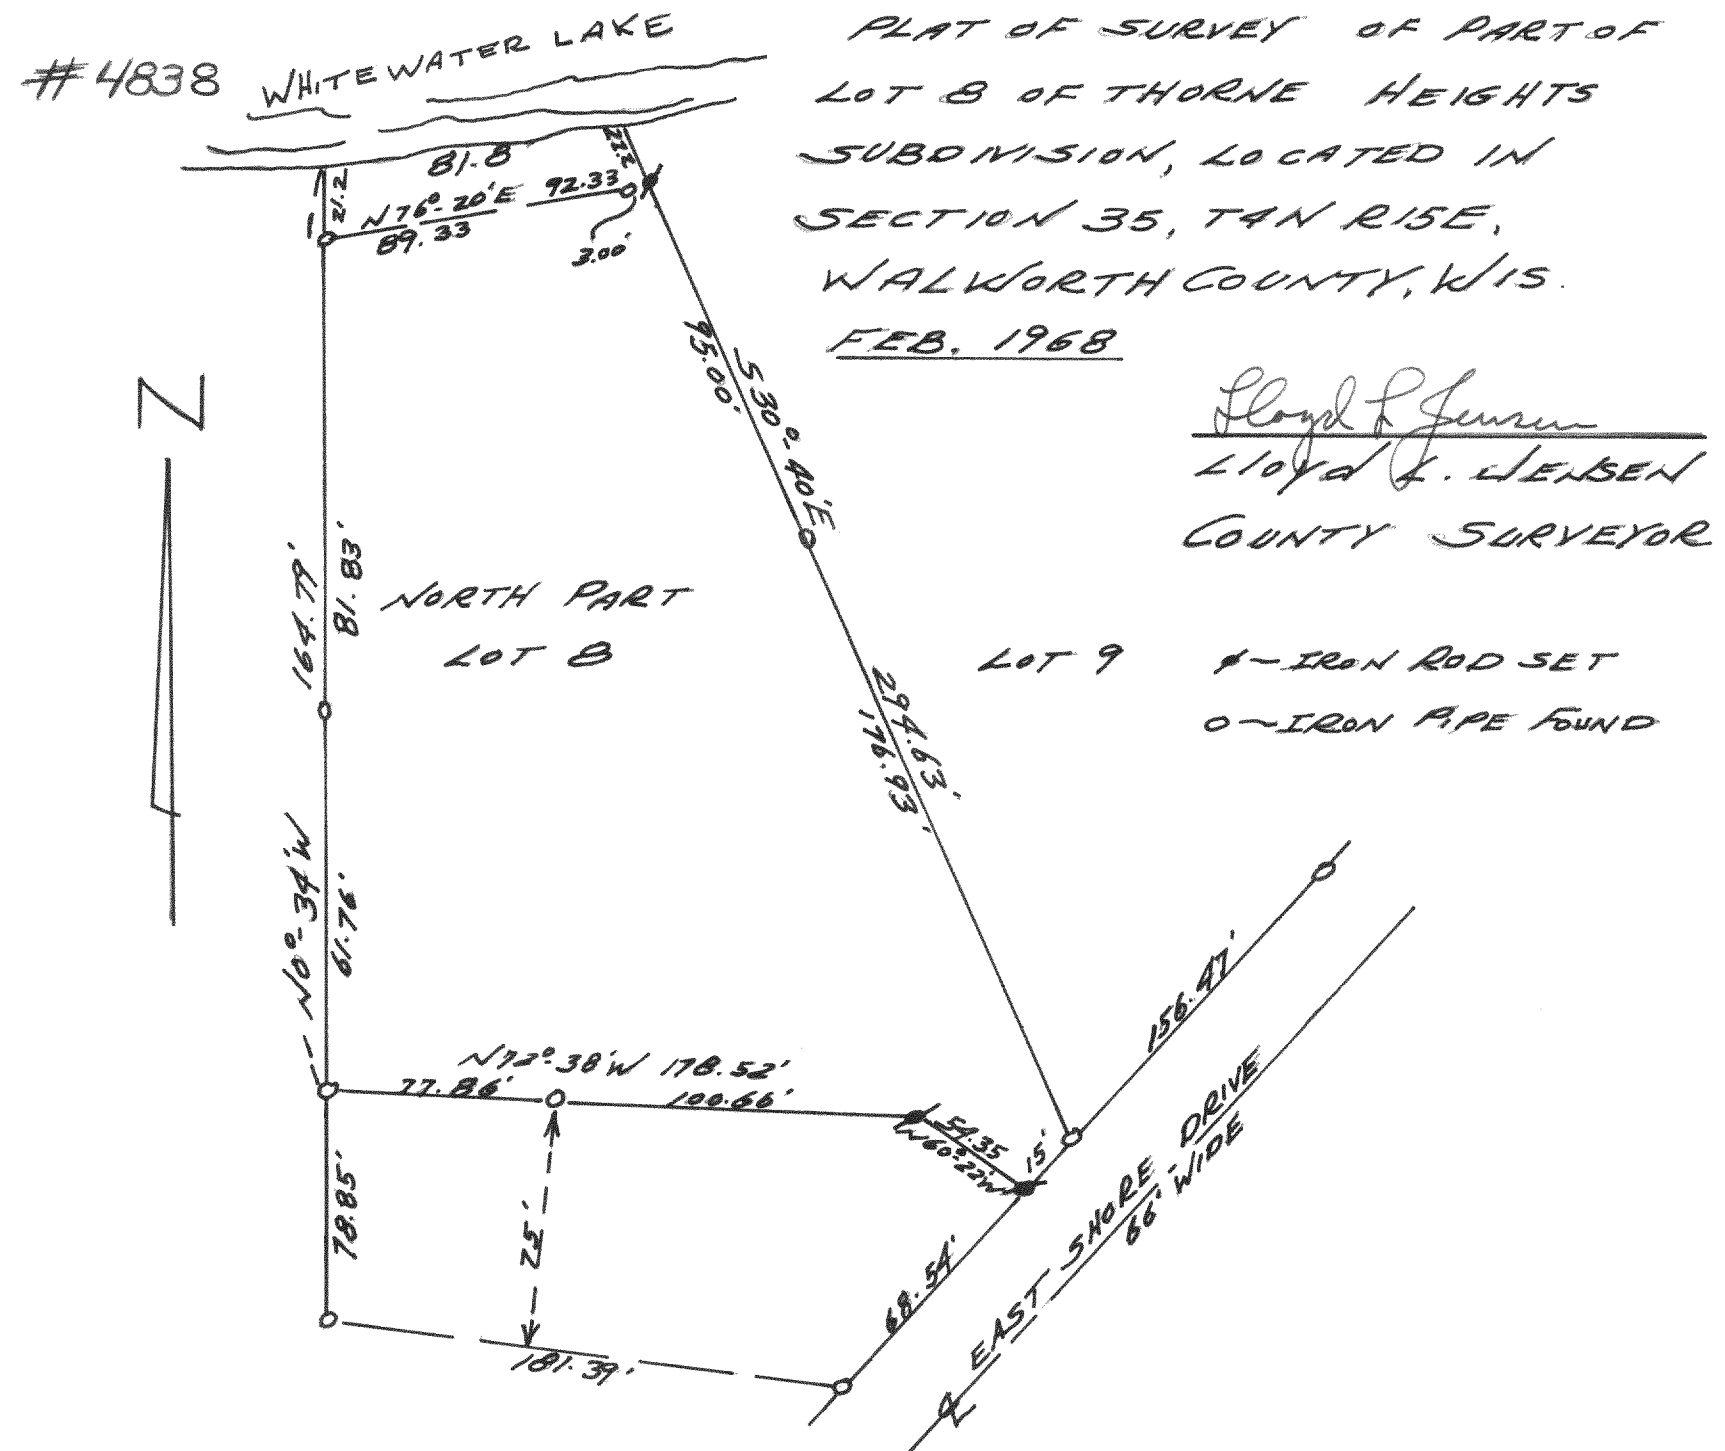 #4838
WHITEWATER LAKE
PLAT OF SURVEY OF PART OF
LOT 8 OF THORNE HEIGHTS
SUBDIVISION, LOCATED IN
SECTION 35, T4N R15E,
WALWORTH COUNTY, WIS.
FEB. 1968
Lloyd L Jensen
Lloyd L. JENSEN
COUNTY SURVEYOR
81.8
22.2
21.2
N76°-20'E 92.33'
89.33
3.00'
N
95.00'
S30°-40'E
164.79'
81.83'
NORTH PART
LOT 8
LOT 9
ø-IRON ROD SET
o-IRON PIPE FOUND
294.63'
176.93'
N0°-34'W
61.76'
N72°-38'W 178.52'
77.86'
100.66'
54.35
N60°-22'W
15'
156.47'
78.85'
75'
68.54'
EAST SHORE DRIVE
66' WIDE
181.39'